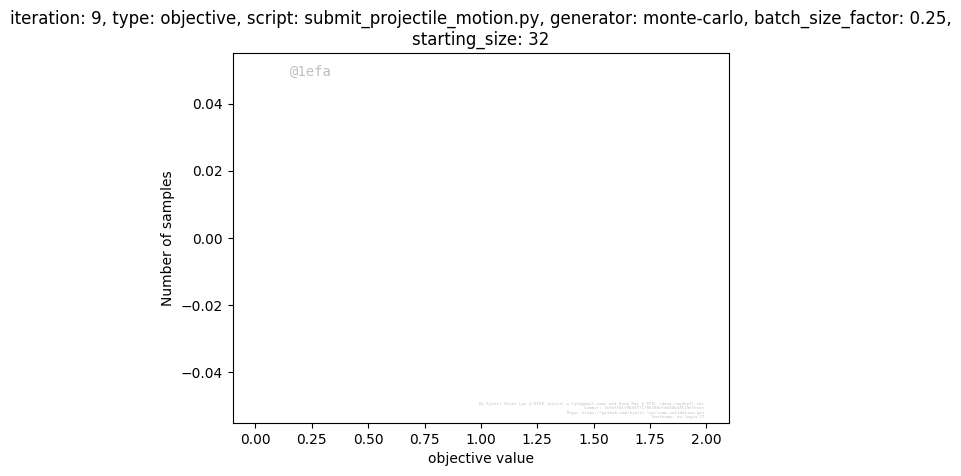 iteration: 9, type: objective, script: submit_projectile_motion.py, generator: monte-carlo, batch_size_factor: 0.25,
starting_size: 32
@1efa
0.04
0.02
0.00
−0.02
−0.04
Number of samples
0.00 0.25 0.50 0.75 1.00 1.25 1.50 1.75 2.00
objective value